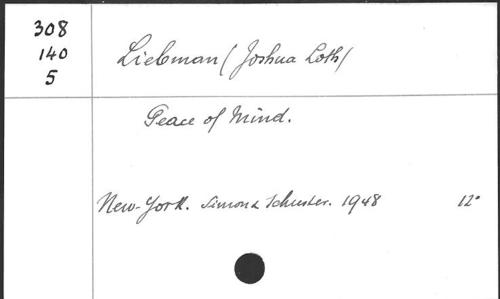 308
140
5
Liebman (Joshua Loth)
Peace of Mind.
New-York. Simon & Schuster. 1948 12°